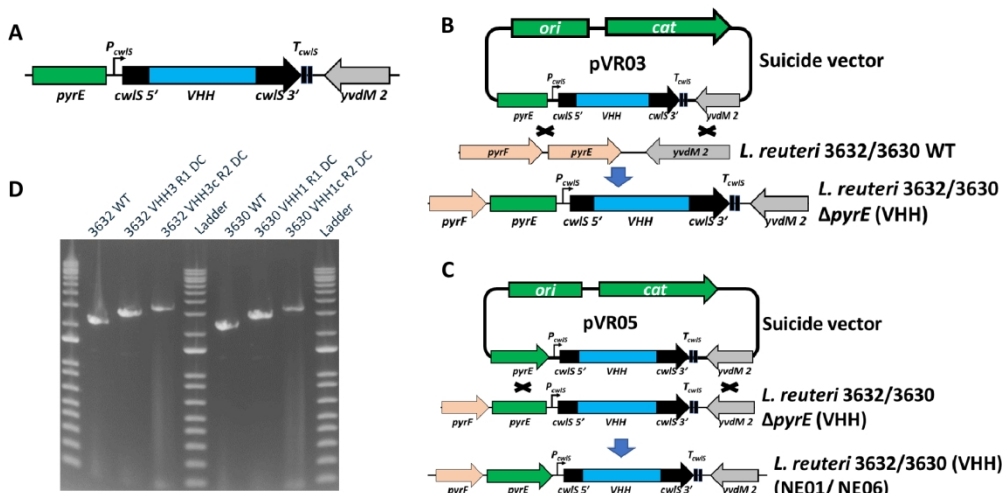 A
P cwlS
T cwlS
pyrE
cwlS 5’
VHH
cwlS 3’
yvdM 2
B
ori
cat
pVR03
Suicide vector
P cwlS
T cwlS
pyrE
cwlS 5’
VHH
cwlS 3’
yvdM 2
pyrF
pyrE
yvdM 2
L. reuteri 3632/3630 WT
P cwlS
T cwlS
pyrF
pyrE
cwlS 5’
VHH
cwlS 3’
yvdM 2
L. reuteri 3632/3630
ΔpyrE (VHH)
C
ori
cat
pVR05
Suicide vector
P cwlS
T cwlS
pyrE
cwlS 5’
VHH
cwlS 3’
yvdM 2
P cwlS
T cwlS
pyrF
pyrE
cwlS 5’
VHH
cwlS 3’
yvdM 2
L. reuteri 3632/3630
ΔpyrE (VHH)
P cwlS
T cwlS
pyrF
pyrE
cwlS 5’
VHH
cwlS 3’
yvdM 2
L. reuteri 3632/3630 (VHH)
(NE01/ NE06)
D
3632 WT
3632 VHH3 R1 DC
3632 VHH3c R2 DC
Ladder
3630 WT
3630 VHH1 R1 DC
3630 VHH1c R2 DC
Ladder